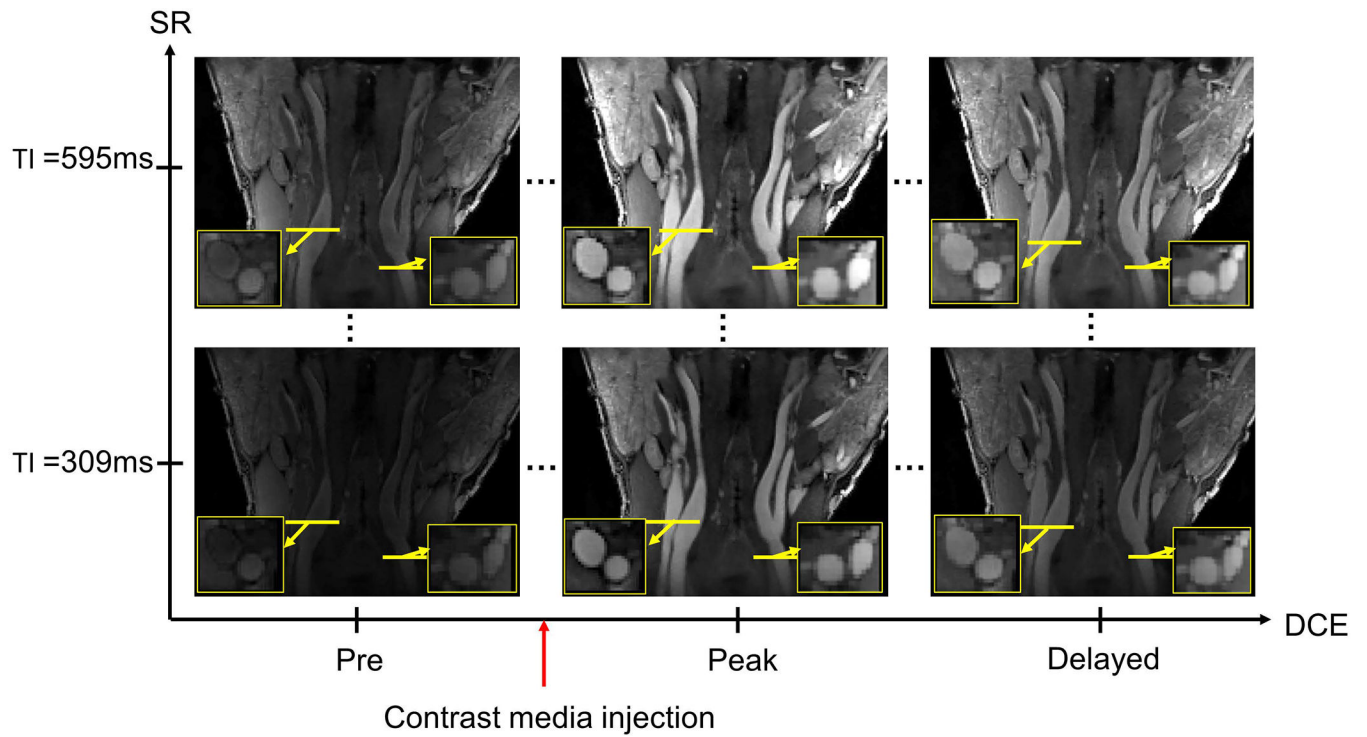 SR
TI =595ms
...
...
⋮
⋮
⋮
TI =309ms
...
...
DCE
Pre
Peak
Delayed
Contrast media injection